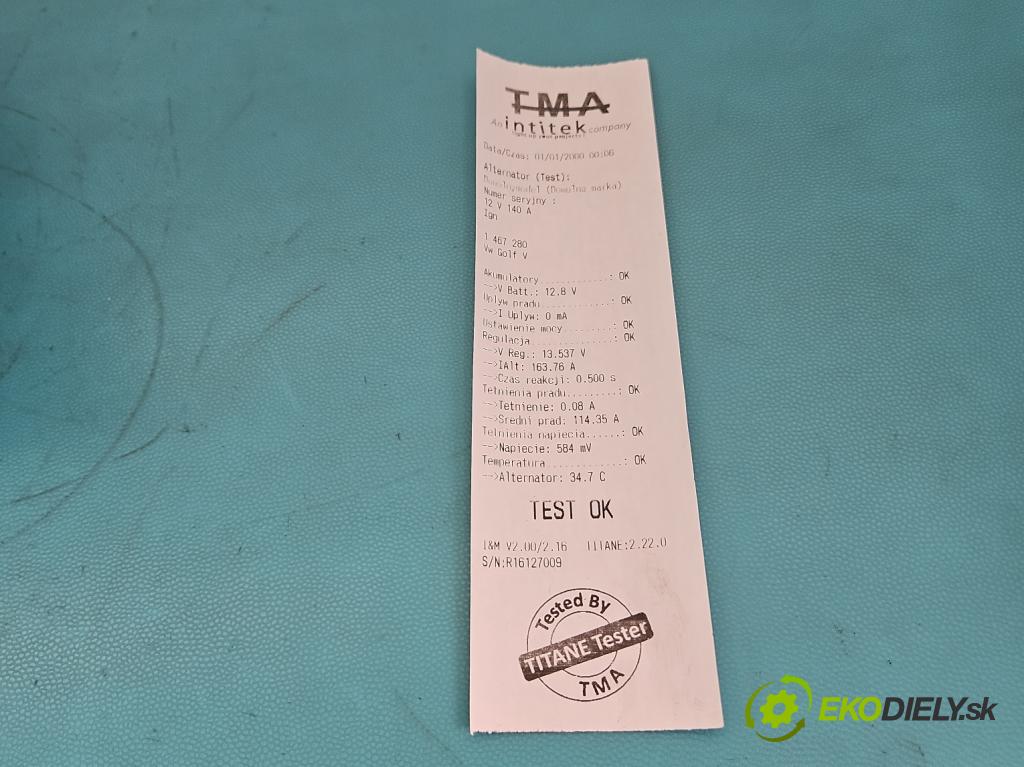 TMA
An intitek company
light up your projects!
Data/Czas: 01/01/2000 00:06
Alternator (Test):
(Dowolna marka)
Numer seryjny :
12 V 140 A
Ign
1 467 280
Vw Golf V
Akumulatory...........: OK
-->V Batt.: 12.8 V
Uplyw pradu...........: OK
-->I Uplyw: 0 mA
Ustawienie mocy........: OK
Regulacja.............: OK
-->V Reg.: 13.537 V
-->IAlt: 163.76 A
-->Czas reakcji: 0.500 s
Tetnienia pradu........: OK
-->Tetnienie: 0.08 A
-->Sredni prad: 114.35 A
Tetnienia napiecia.....: OK
-->Napiecie: 584 mV
Temperatura............: OK
-->Alternator: 34.7 C
TEST OK
I&M V2.00/2.16 TITANE:2.22.0
S/N:R16127009
Tested By
TITANE Tester
TMA
EKODIELY.sk